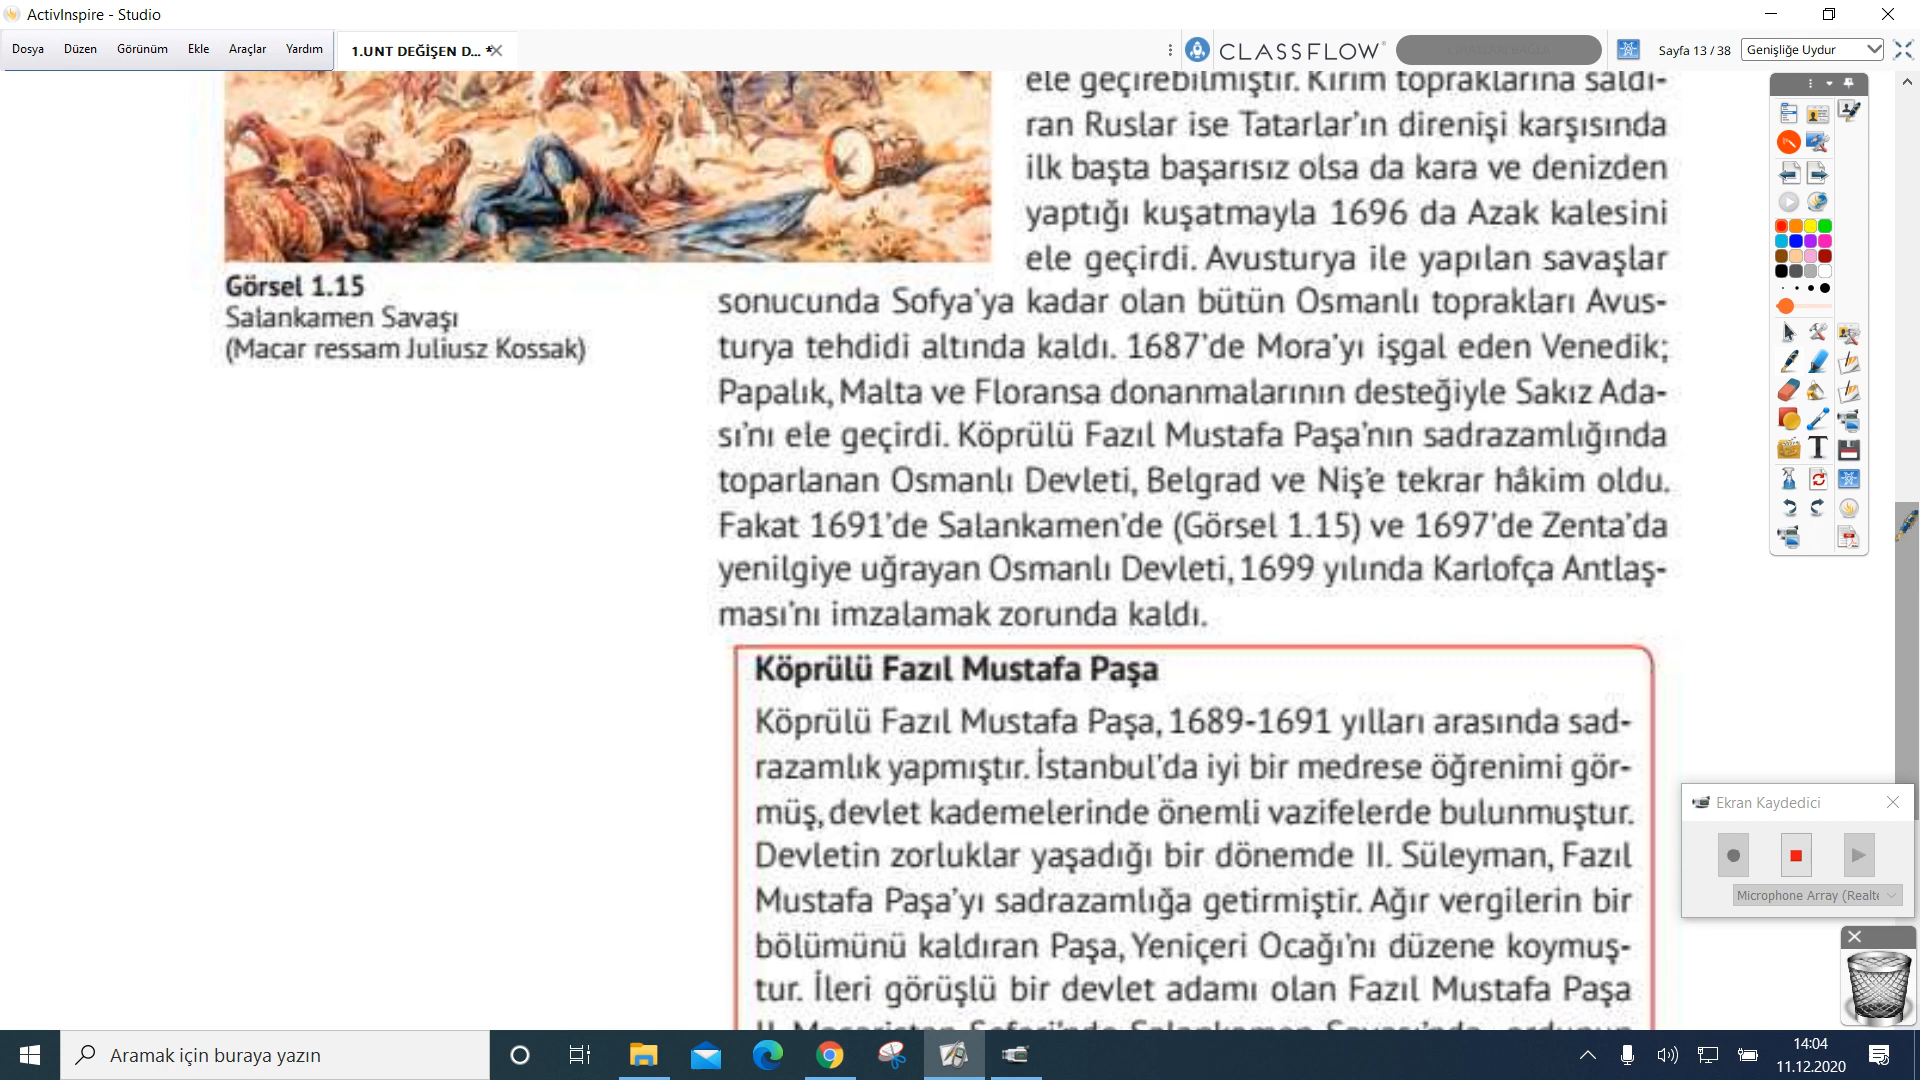 ActivInspire - Studio
Dosya Düzen Görünüm Ekle Araçlar Yardım
1.UNT DEĞİŞEN D... *
CLASSFLOW
Sayfa 13 / 38
Genişliğe Uydur
ele geçirebilmiştir. Kırım topraklarına saldı-
ran Ruslar ise Tatarlar’ın direnişi karşısında
ilk başta başarısız olsa da kara ve denizden
yaptığı kuşatmayla 1696 da Azak kalesini
ele geçirdi. Avusturya ile yapılan savaşlar
sonucunda Sofya’ya kadar olan bütün Osmanlı toprakları Avus-
turya tehdidi altında kaldı. 1687’de Mora’yı işgal eden Venedik;
Papalık, Malta ve Floransa donanmalarının desteğiyle Sakız Ada-
sı’nı ele geçirdi. Köprülü Fazıl Mustafa Paşa’nın sadrazamlığında
toparlanan Osmanlı Devleti, Belgrad ve Niş’e tekrar hâkim oldu.
Fakat 1691’de Salankamen’de (Görsel 1.15) ve 1697’de Zenta’da
yenilgiye uğrayan Osmanlı Devleti, 1699 yılında Karlofça Antlaş-
ması’nı imzalamak zorunda kaldı.
Görsel 1.15
Salankamen Savaşı
(Macar ressam Juliusz Kossak)
Köprülü Fazıl Mustafa Paşa
Köprülü Fazıl Mustafa Paşa, 1689-1691 yılları arasında sad-
razamlık yapmıştır. İstanbul’da iyi bir medrese öğrenimi gör-
müş, devlet kademelerinde önemli vazifelerde bulunmuştur.
Devletin zorluklar yaşadığı bir dönemde II. Süleyman, Fazıl
Mustafa Paşa’yı sadrazamlığa getirmiştir. Ağır vergilerin bir
bölümünü kaldıran Paşa, Yeniçeri Ocağı’nı düzene koymuş-
tur. İleri görüşlü bir devlet adamı olan Fazıl Mustafa Paşa
II. Macaristan Seferi’nde Salankamen Savaşı’nda ordunun
Ekran Kaydedici
Microphone Array (Realte
Aramak için buraya yazın
14:04
11.12.2020